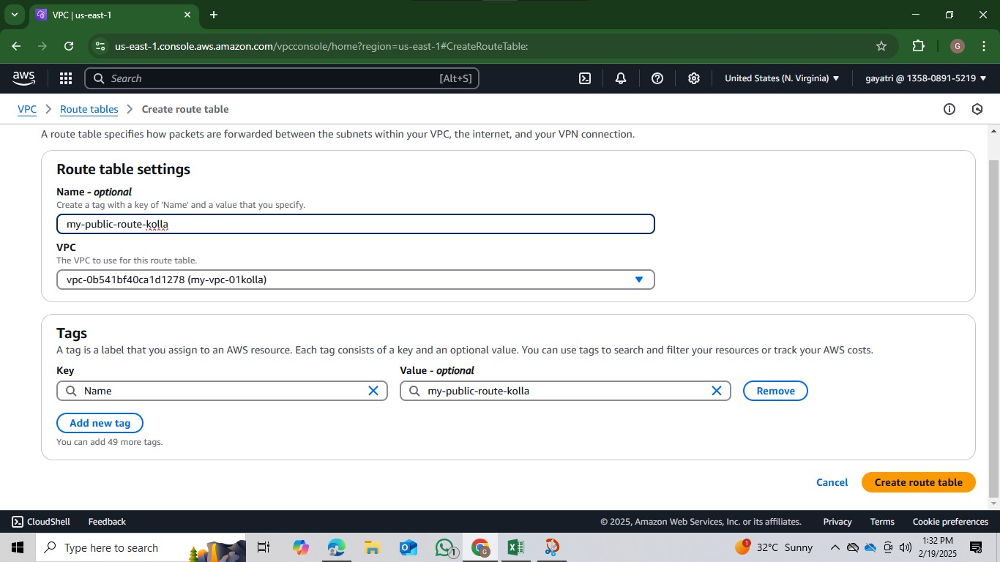 VPC | us-east-1
us-east-1.console.aws.amazon.com/vpcconsole/home?region=us-east-1#CreateRouteTable:
G
aws
Search [Alt+S]
United States (N. Virginia) gayatri @ 1358-0891-5219
VPC Route tables Create route table
A route table specifies how packets are forwarded between the subnets within your VPC, the internet, and your VPN connection.
Route table settings
Name - optional
Create a tag with a key of 'Name' and a value that you specify.
my-public-route-kolla
VPC
The VPC to use for this route table.
vpc-0b541bf40ca1d1278 (my-vpc-01kolla)
Tags
A tag is a label that you assign to an AWS resource. Each tag consists of a key and an optional value. You can use tags to search and filter your resources or track your AWS costs.
Key Value - optional
Name my-public-route-kolla Remove
Add new tag
You can add 49 more tags.
Cancel Create route table
CloudShell Feedback © 2025, Amazon Web Services, Inc. or its affiliates. Privacy Terms Cookie preferences
Type here to search 1 G 1 32°C Sunny 1:32 PM
2/19/2025